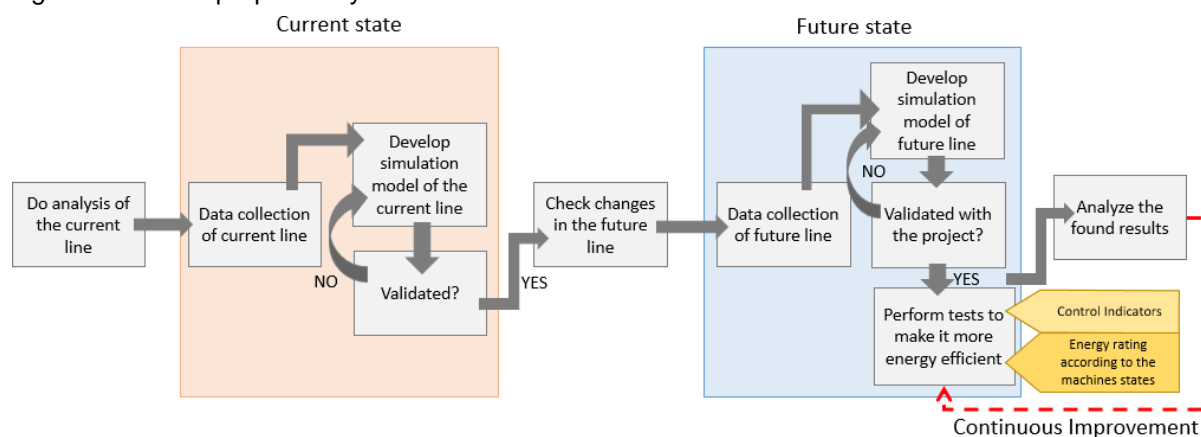 Current state
Future state
Do analysis of
the current
line
Data collection
of current line
Develop
simulation
model of the
current line
NO
Validated?
YES
Check changes
in the future
line
Data collection
of future line
Develop
simulation
model of
future line
NO
Validated with
the project?
YES
Perform tests to
make it more
energy efficient
Analyze the
found results
Control Indicators
Energy rating
according to the
machines states
Continuous Improvement